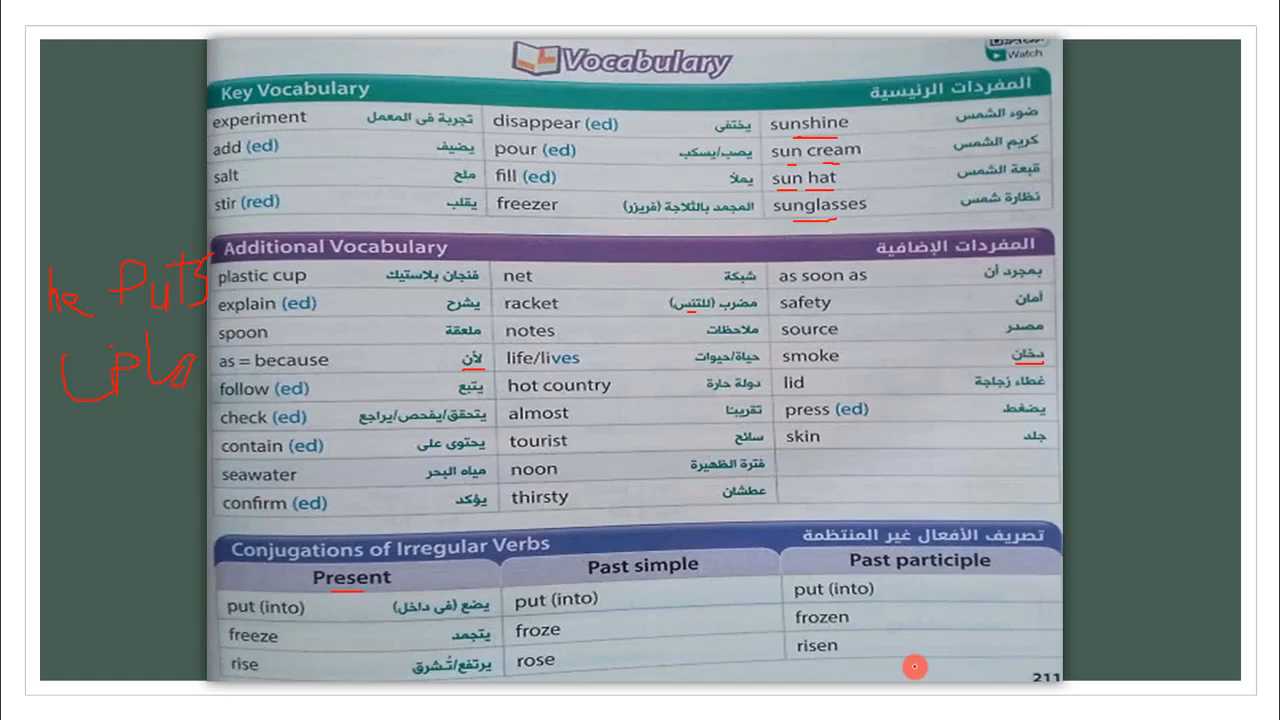 Vocabulary
Watch
Key Vocabulary المفردات الرئيسية
experiment تجربة فى المعمل disappear (ed) يختفى sunshine ضوء الشمس
add (ed) يضيف pour (ed) يصب/يسكب sun cream كريم الشمس
salt ملح fill (ed) يملأ sun hat قبعة الشمس
stir (red) يقلب freezer المجمد بالثلاجة (فريزر) sunglasses نظارة شمس
Additional Vocabulary المفردات الإضافية
plastic cup فنجان بلاستيك net شبكة as soon as بمجرد أن
explain (ed) يشرح racket مضرب (للتنس) safety أمان
spoon ملعقة notes ملاحظات source مصدر
as = because لأن life/lives حياة/حيوات smoke دخان
follow (ed) يتبع hot country دولة حارة lid غطاء زجاجة
check (ed) يتحقق/يفحص/يراجع almost تقريبًا press (ed) يضغط
contain (ed) يحتوى على tourist سائح skin جلد
seawater مياه البحر noon فترة الظهيرة
confirm (ed) يؤكد thirsty عطشان
he puts
Conjugations of Irregular Verbs تصريف الأفعال غير المنتظمة
Present Past simple Past participle
put (into) يضع (فى داخل) put (into) put (into)
freeze يتجمد froze frozen
rise يرتفع/تُشرق rose risen
211